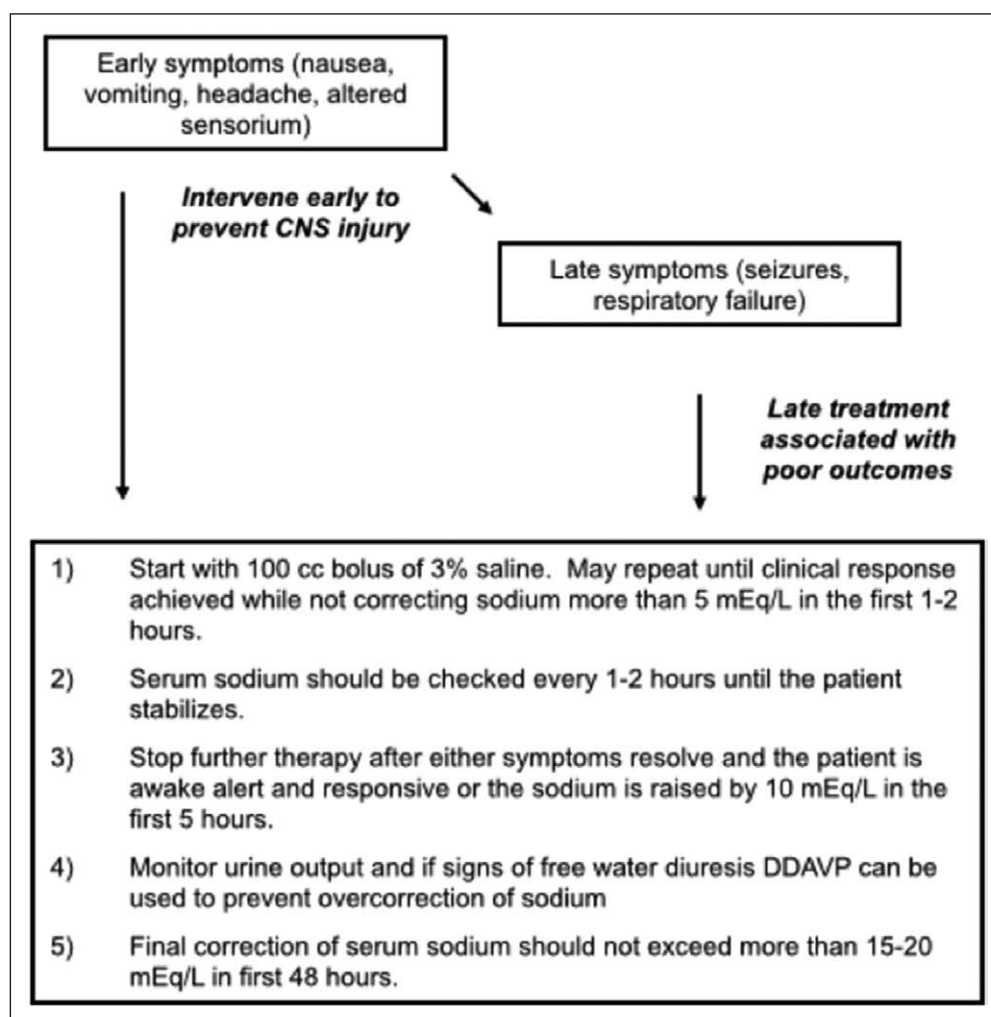 Early symptoms (nausea,
vomiting, headache, altered
sensorium)
Intervene early to
prevent CNS injury
Late symptoms (seizures,
respiratory failure)
Late treatment
associated with
poor outcomes
1) Start with 100 cc bolus of 3% saline. May repeat until clinical response
achieved while not correcting sodium more than 5 mEq/L in the first 1-2
hours.
2) Serum sodium should be checked every 1-2 hours until the patient
stabilizes.
3) Stop further therapy after either symptoms resolve and the patient is
awake alert and responsive or the sodium is raised by 10 mEq/L in the
first 5 hours.
4) Monitor urine output and if signs of free water diuresis DDAVP can be
used to prevent overcorrection of sodium
5) Final correction of serum sodium should not exceed more than 15-20
mEq/L in first 48 hours.